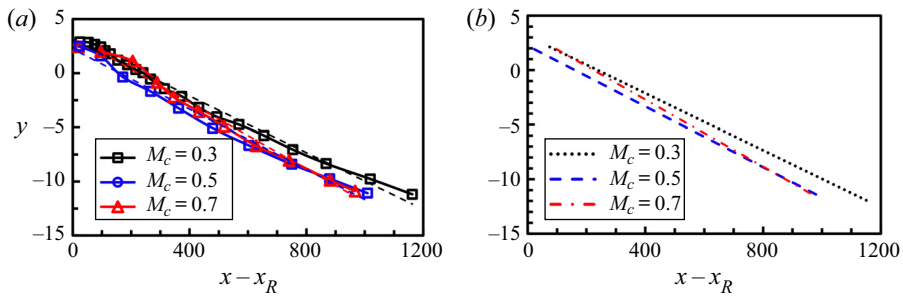 (a)
5
0
−5
−10
−15
y
M_c = 0.3
M_c = 0.5
M_c = 0.7
0 400 800 1200
x − x_R
(b)
5
0
−5
−10
−15
M_c = 0.3
M_c = 0.5
M_c = 0.7
0 400 800 1200
x − x_R